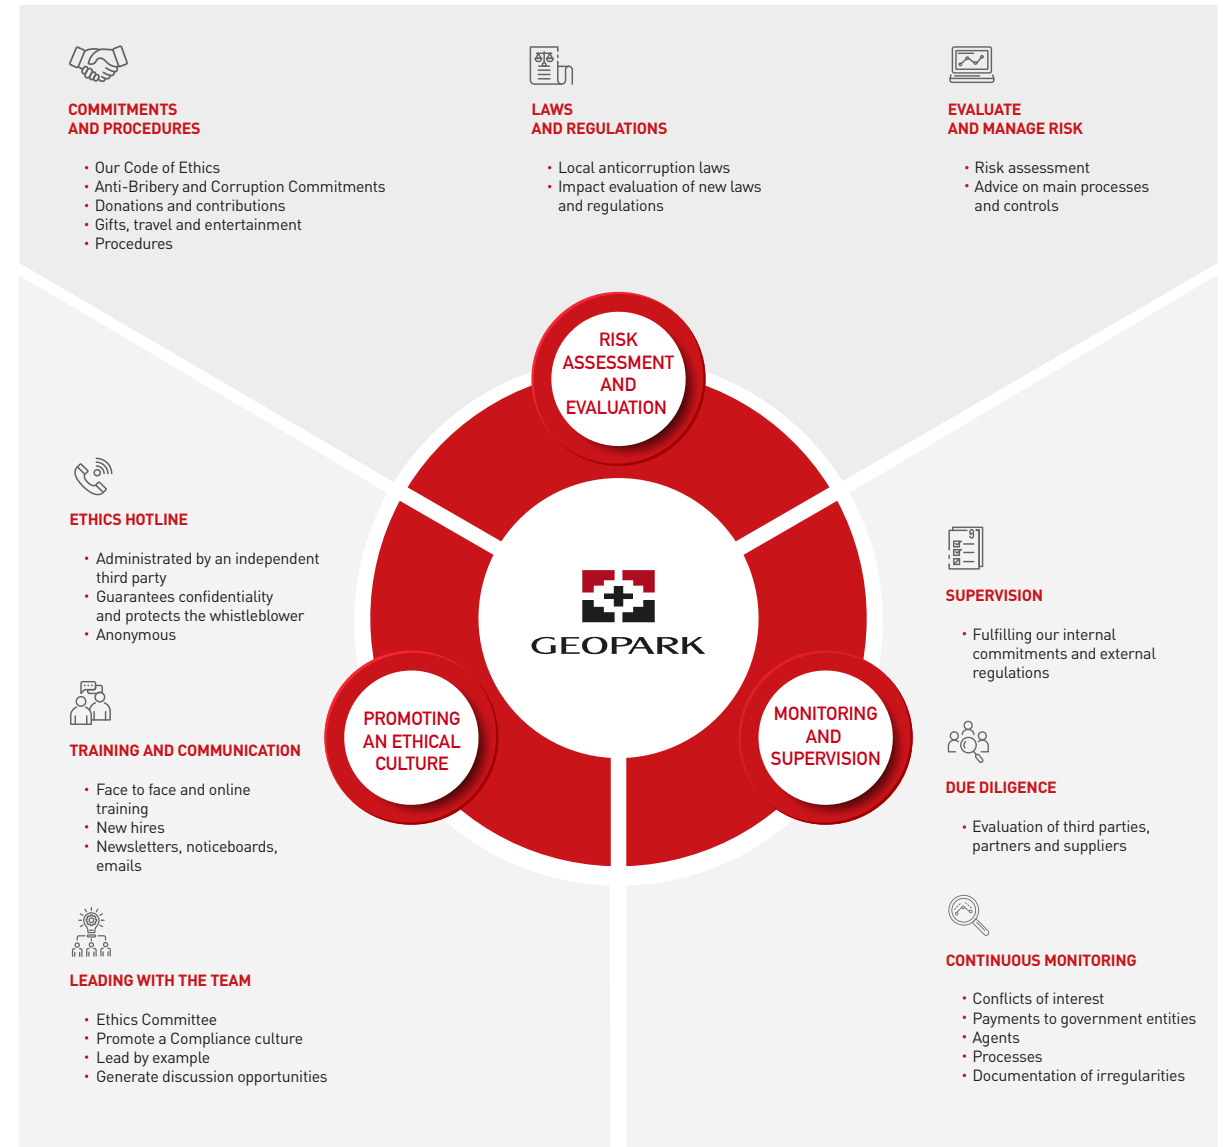 COMMITMENTS
AND PROCEDURES
• Our Code of Ethics
• Anti-Bribery and Corruption Commitments
• Donations and contributions
• Gifts, travel and entertainment
• Procedures
LAWS
AND REGULATIONS
• Local anticorruption laws
• Impact evaluation of new laws
and regulations
EVALUATE
AND MANAGE RISK
• Risk assessment
• Advice on main processes
and controls
RISK
ASSESSMENT
AND
EVALUATION
ETHICS HOTLINE
• Administrated by an independent
third party
• Guarantees confidentiality
and protects the whistleblower
• Anonymous
TRAINING AND COMMUNICATION
• Face to face and online
training
• New hires
• Newsletters, noticeboards,
emails
LEADING WITH THE TEAM
• Ethics Committee
• Promote a Compliance culture
• Lead by example
• Generate discussion opportunities
PROMOTING
AN ETHICAL
CULTURE
GEOPARK
MONITORING
AND
SUPERVISION
9
SUPERVISION
• Fulfilling our internal
commitments and external
regulations
DUE DILIGENCE
• Evaluation of third parties,
partners and suppliers
CONTINUOUS MONITORING
• Conflicts of interest
• Payments to government entities
• Agents
• Processes
• Documentation of irregularities